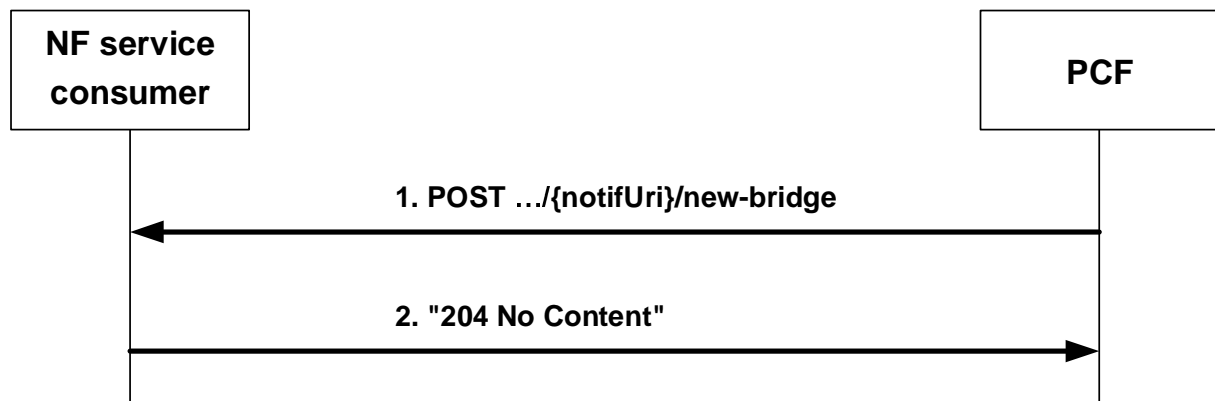 NF service
consumer
PCF
1. POST …/{notifUri}/new-bridge
2. "204 No Content"